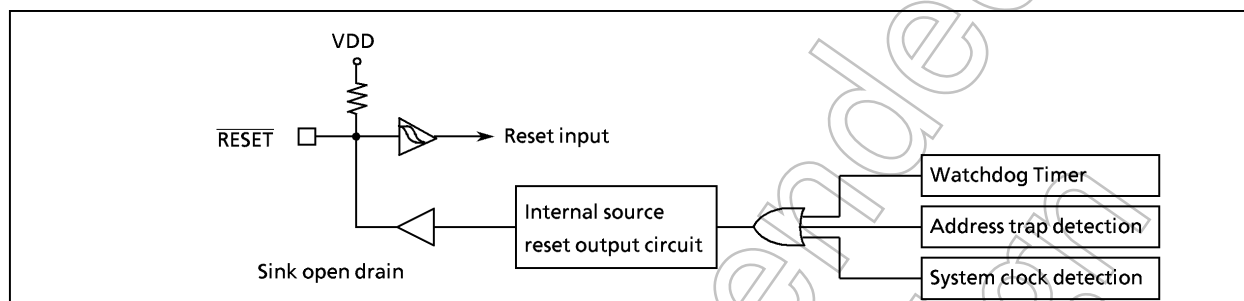 VDD
RESET
Reset input
Watchdog Timer
Internal source
reset output circuit
Address trap detection
Sink open drain
System clock detection